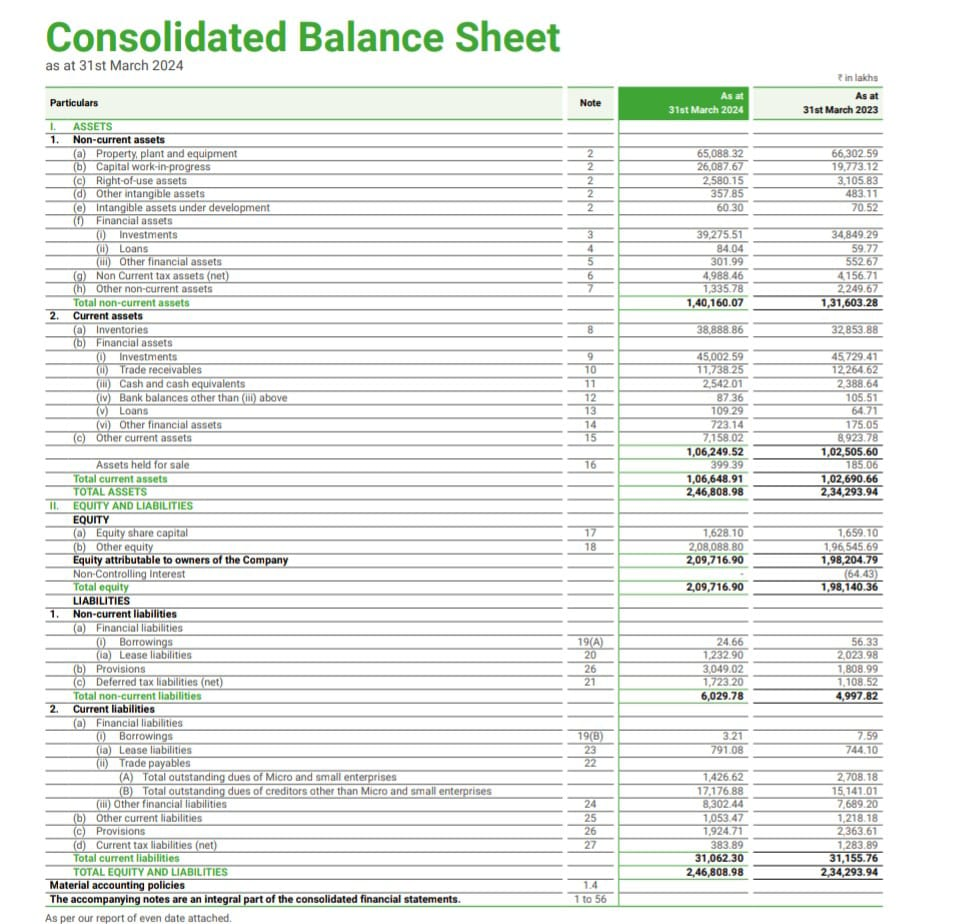 Consolidated Balance Sheet
as at 31st March 2024
₹ in lakhs
Particulars Note As at 31st March 2024 As at 31st March 2023
I. ASSETS
1. Non-current assets
(a) Property, plant and equipment 2 65,088.32 66,302.59
(b) Capital work-in-progress 2 26,087.67 19,773.12
(c) Right-of-use assets 2 2,580.15 3,105.83
(d) Other intangible assets 2 357.85 483.11
(e) Intangible assets under development 2 60.30 70.52
(f) Financial assets
(i) Investments 3 39,275.51 34,849.29
(ii) Loans 4 84.04 59.77
(iii) Other financial assets 5 301.99 552.67
(g) Non Current tax assets (net) 6 4,988.46 4,156.71
(h) Other non-current assets 7 1,335.78 2,249.67
Total non-current assets 1,40,160.07 1,31,603.28
2. Current assets
(a) Inventories 8 38,888.86 32,853.88
(b) Financial assets
(i) Investments 9 45,002.59 45,729.41
(ii) Trade receivables 10 11,738.25 12,264.62
(iii) Cash and cash equivalents 11 2,542.01 2,388.64
(iv) Bank balances other than (iii) above 12 87.36 105.51
(v) Loans 13 109.29 64.71
(vi) Other financial assets 14 723.14 175.05
(c) Other current assets 15 7,158.02 8,923.78
1,06,249.52 1,02,505.60
Assets held for sale 16 399.39 185.06
Total current assets 1,06,648.91 1,02,690.66
TOTAL ASSETS 2,46,808.98 2,34,293.94
II. EQUITY AND LIABILITIES
EQUITY
(a) Equity share capital 17 1,628.10 1,659.10
(b) Other equity 18 2,08,088.80 1,96,545.69
Equity attributable to owners of the Company 2,09,716.90 1,98,204.79
Non-Controlling Interest - (64.43)
Total equity 2,09,716.90 1,98,140.36
LIABILITIES
1. Non-current liabilities
(a) Financial liabilities
(i) Borrowings 19(A) 24.66 56.33
(ia) Lease liabilities 20 1,232.90 2,023.98
(b) Provisions 26 3,049.02 1,808.99
(c) Deferred tax liabilities (net) 21 1,723.20 1,108.52
Total non-current liabilities 6,029.78 4,997.82
2. Current liabilities
(a) Financial liabilities
(i) Borrowings 19(B) 3.21 7.59
(ia) Lease liabilities 23 791.08 744.10
(ii) Trade payables 22
(A) Total outstanding dues of Micro and small enterprises 1,426.62 2,708.18
(B) Total outstanding dues of creditors other than Micro and small enterprises 17,176.88 15,141.01
(iii) Other financial liabilities 24 8,302.44 7,689.20
(b) Other current liabilities 25 1,053.47 1,218.18
(c) Provisions 26 1,924.71 2,363.61
(d) Current tax liabilities (net) 27 383.89 1,283.89
Total current liabilities 31,062.30 31,155.76
TOTAL EQUITY AND LIABILITIES 2,46,808.98 2,34,293.94
Material accounting policies 1.4
The accompanying notes are an integral part of the consolidated financial statements. 1 to 56
As per our report of even date attached.